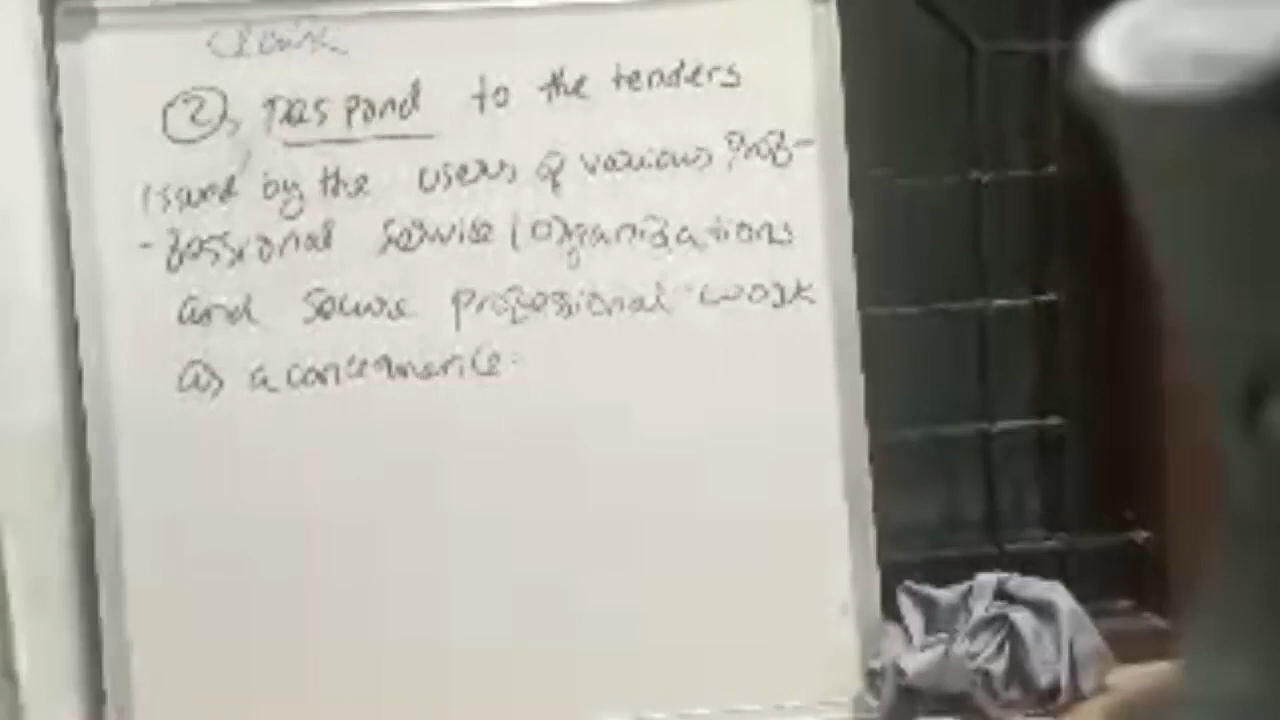 ②, Respond to the tenders
issued by the users of various Prof-
-fessional service (organizations
and secure professional work
as a consequence.